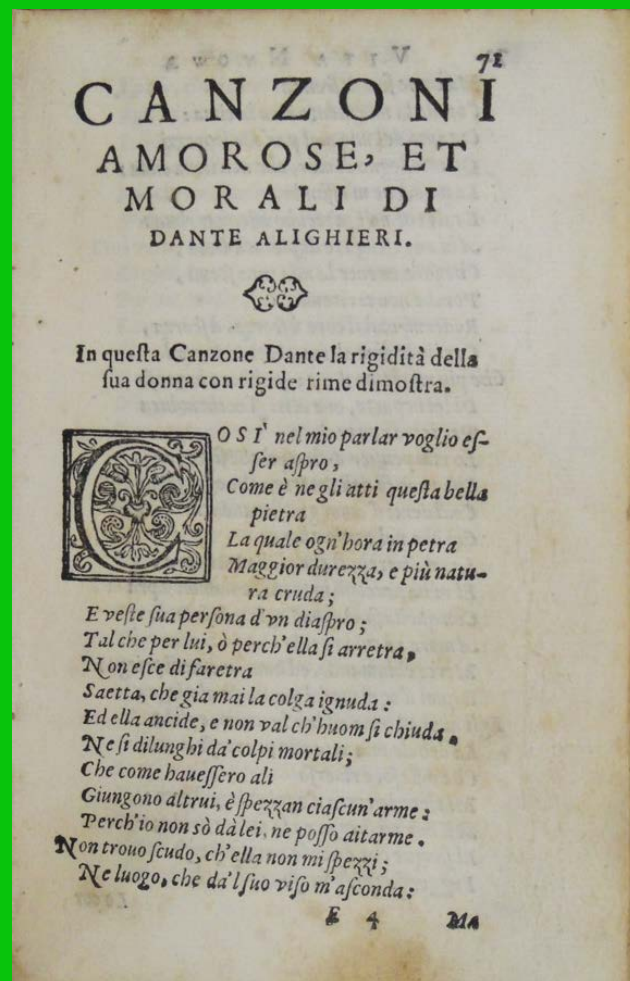 71
CANZONI
AMOROSE, ET
MORALI DI
DANTE ALIGHIERI.
In queſta Canzone Dante la rigidità della
ſua donna con rigide rime dimoſtra.
COSI' nel mio parlar voglio eſ-
ſer aſpro,
Come è negli atti queſta bella
pietra
La quale ogn'hora in petra
Maggior durezza, e più natu-
ra cruda;
E veſte ſua perſona d'vn diaſpro;
Tal che per lui, ò perch'ella ſi arretra,
Non eſce di faretra
Saetta, che gia mai la colga ignuda:
Ed ella ancide, e non val ch'huom ſi chiuda.
Ne ſi dilunghi da' colpi mortali;
Che come haueſſero ali
Giungono altrui, è ſpezzan ciaſcun'arme:
Perch'io non sò dà lei, ne poſſo aitarme.
Non trouo ſcudo, ch'ella non mi ſpezzi;
Ne luogo, che da'l ſuo viſo m'aſconda:
E 4 Ma